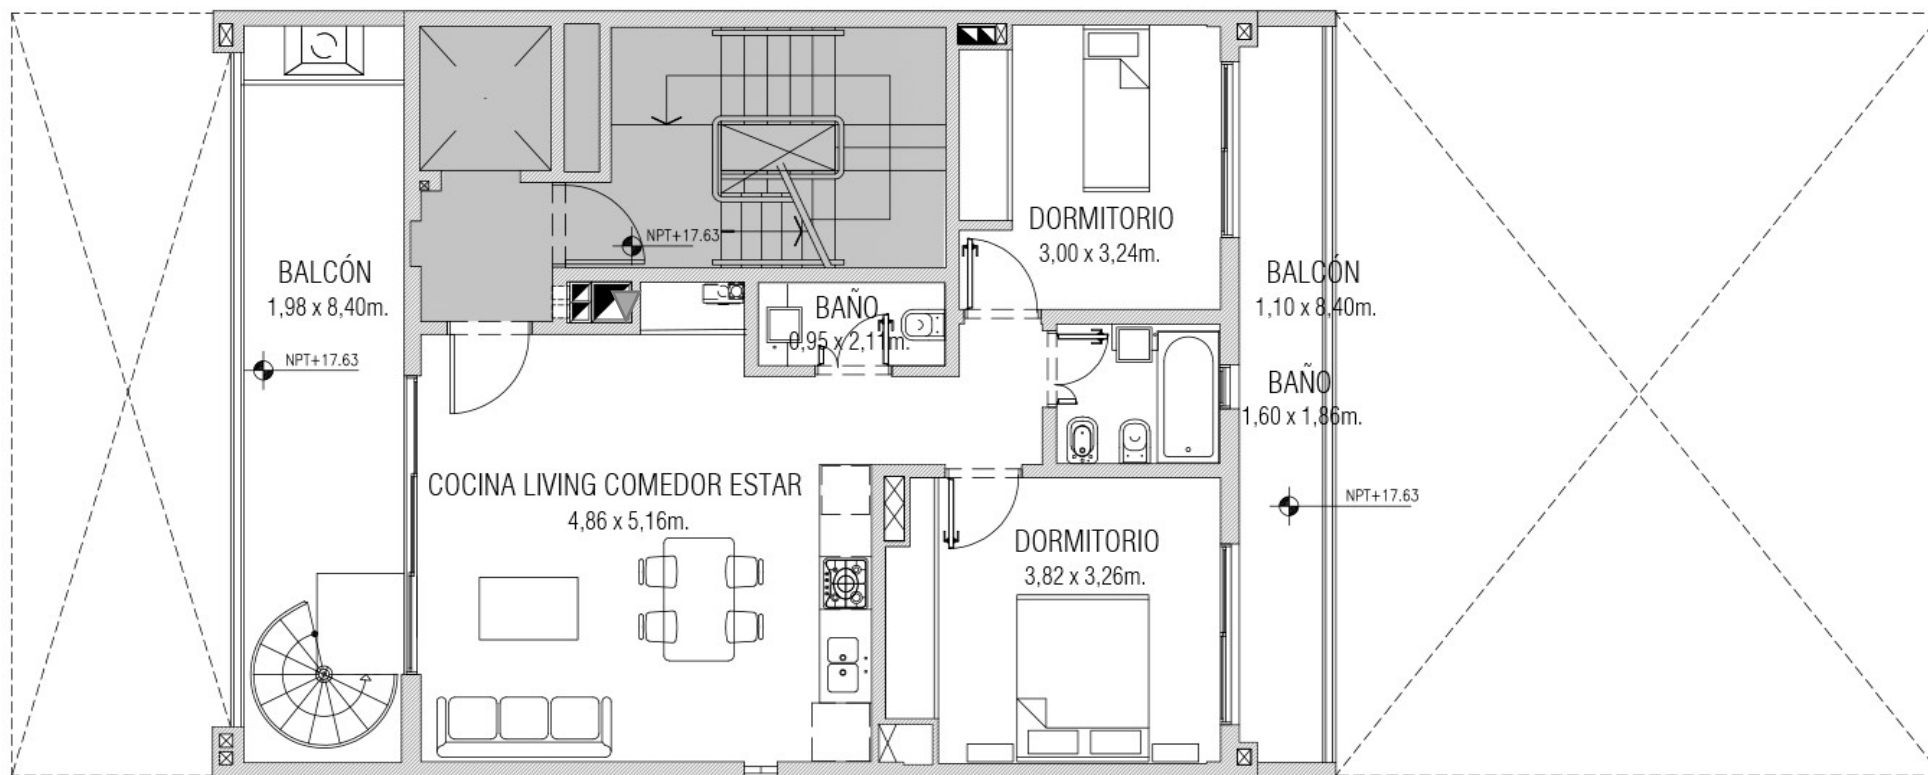 DORMITORIO
3,00 x 3,24m.
NPT+17.63
BALCÓN
1,98 x 8,40m.
BALCÓN
1,10 x 8,40m.
BAÑO
0,95 x 2,11m.
NPT+17.63
BAÑO
1,60 x 1,86m.
COCINA LIVING COMEDOR ESTAR
4,86 x 5,16m.
NPT+17.63
DORMITORIO
3,82 x 3,26m.